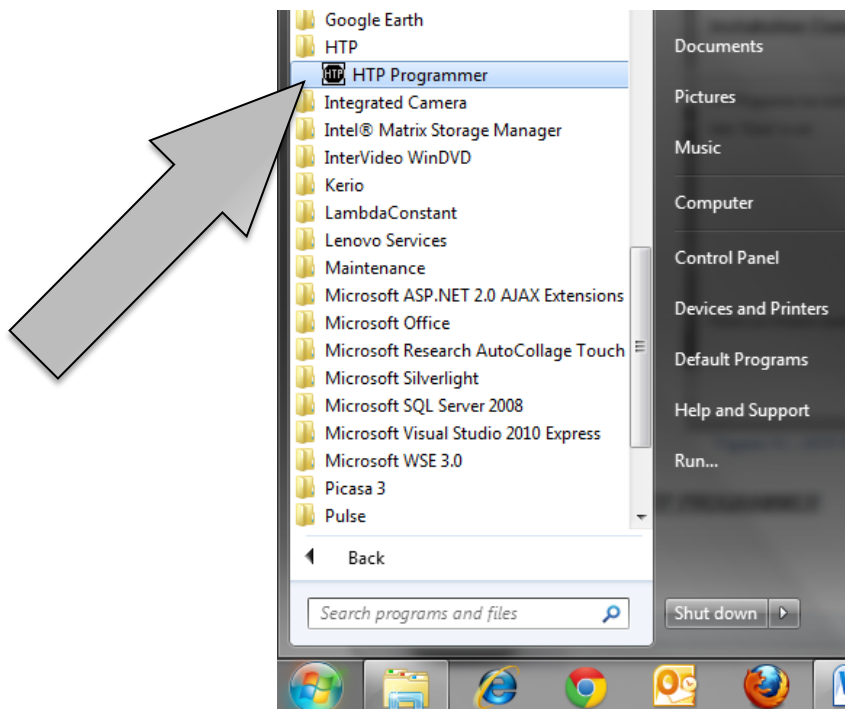 Google Earth
HTP
HTP HTP Programmer
Integrated Camera
Intel® Matrix Storage Manager
InterVideo WinDVD
Kerio
LambdaConstant
Lenovo Services
Maintenance
Microsoft ASP.NET 2.0 AJAX Extensions
Microsoft Office
Microsoft Research AutoCollage Touch
Microsoft Silverlight
Microsoft SQL Server 2008
Microsoft Visual Studio 2010 Express
Microsoft WSE 3.0
Picasa 3
Pulse
Back
Search programs and files
Documents
Pictures
Music
Computer
Control Panel
Devices and Printers
Default Programs
Help and Support
Run...
Shut down